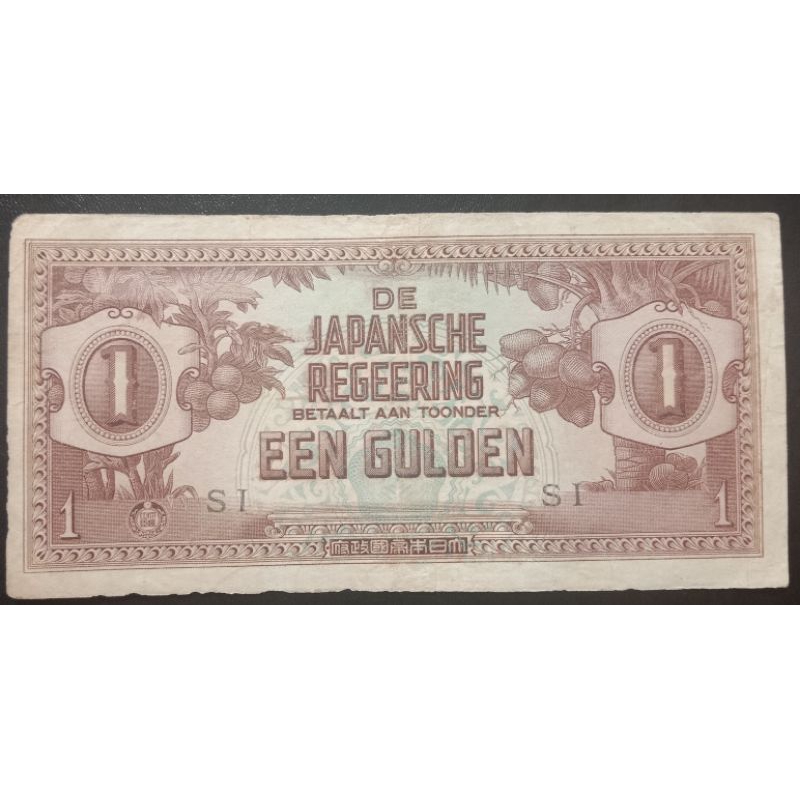 DE
JAPANSCHE
REGEERING
BETAALT AAN TOONDER
EEN GULDEN
1 1
SI SI
1 1
府政國帝本日大